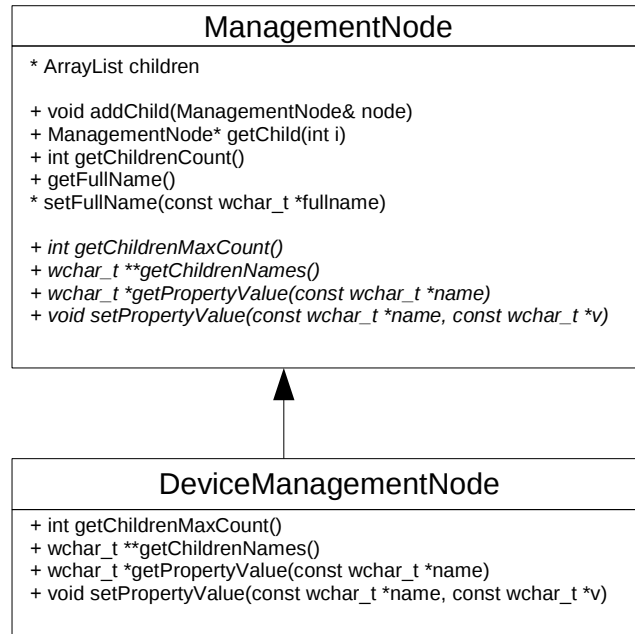 ManagementNode
* ArrayList children
+ void addChild(ManagementNode& node)
+ ManagementNode* getChild(int i)
+ int getChildrenCount()
+ getFullName()
* setFullName(const wchar_t *fullname)
+ int getChildrenMaxCount()
+ wchar_t **getChildrenNames()
+ wchar_t *getPropertyValue(const wchar_t *name)
+ void setPropertyValue(const wchar_t *name, const wchar_t *v)
DeviceManagementNode
+ int getChildrenMaxCount()
+ wchar_t **getChildrenNames()
+ wchar_t *getPropertyValue(const wchar_t *name)
+ void setPropertyValue(const wchar_t *name, const wchar_t *v)